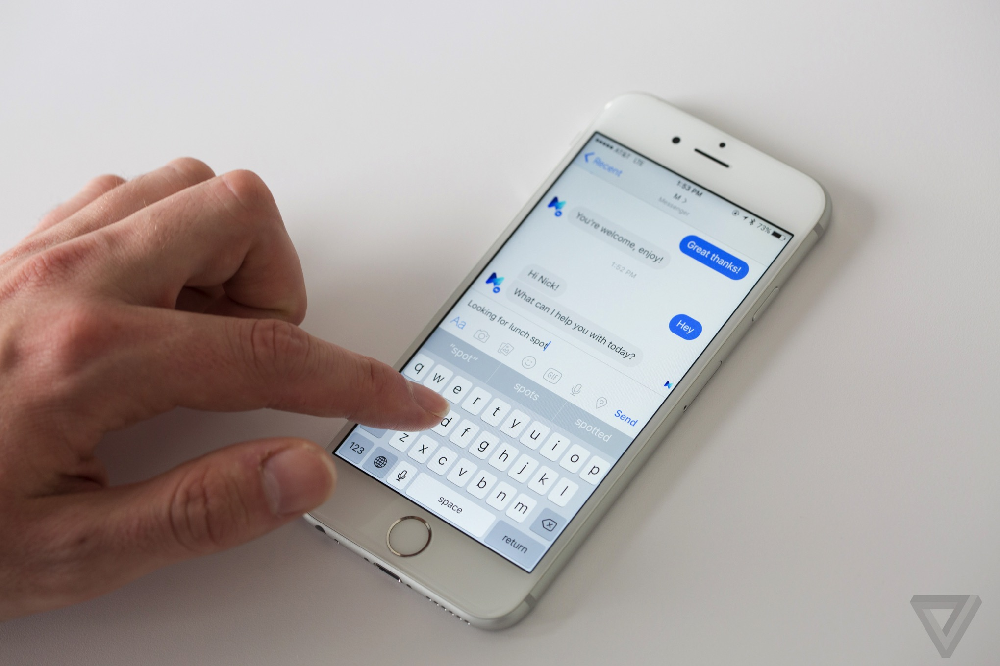 AT&T LTE
1:53 PM
73%
Recent
M
Messenger
Great thanks!
You're welcome, enjoy!
1:52 PM
Hey
Hi Nick!
What can I help you with today?
Looking for lunch spot
Aa
GIF
Send
"spot" spots spotted
q w e r t y u i o p
d f g h j k l
z x c v b n m
123 space return